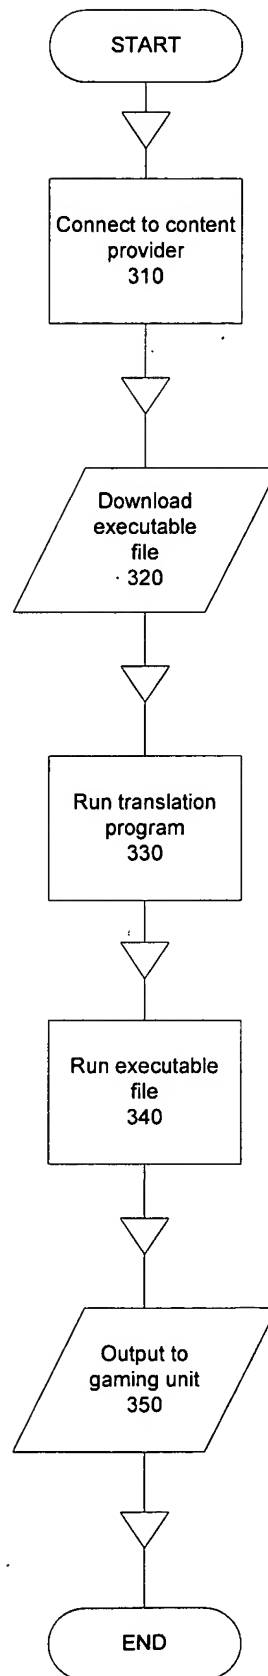 START
Connect to content
provider
310
Download
executable
file
320
Run translation
program
330
Run executable
file
340
Output to
gaming unit
350
END